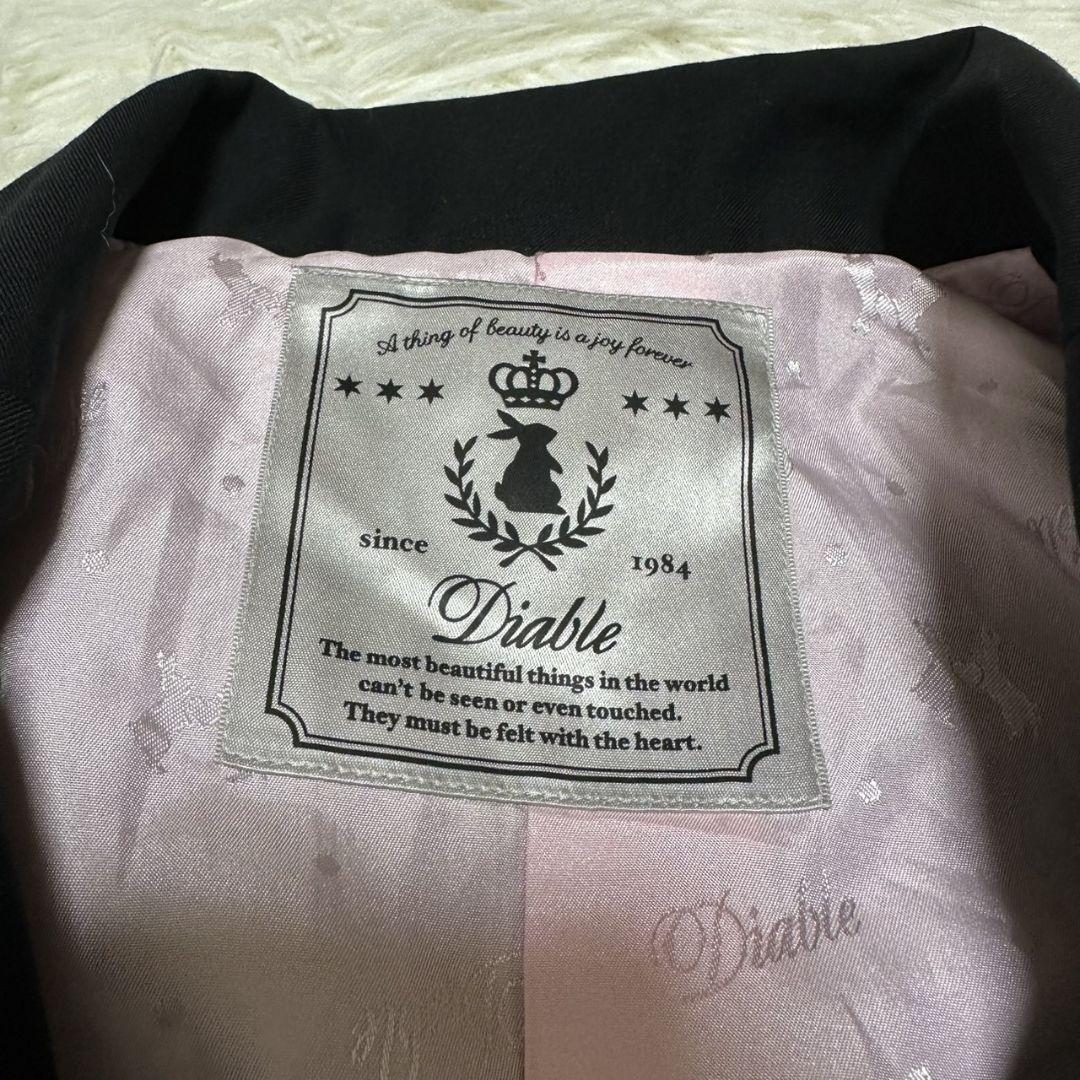 A thing of beauty is a joy forever
since 1984
Diable
The most beautiful things in the world
can't be seen or even touched.
They must be felt with the heart.
Diable